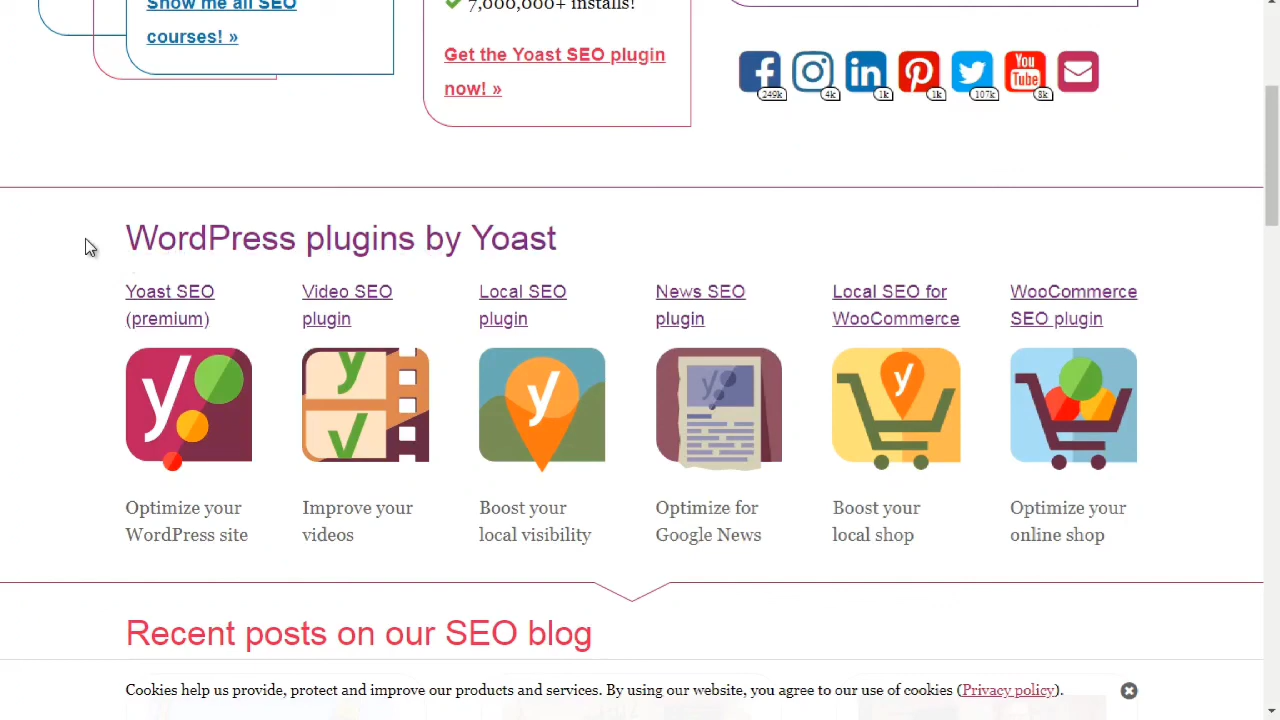 Show me all SEO
courses! »
7,000,000+ installs!
Get the Yoast SEO plugin
now! »
You
Tube
249k
4k
1k
1k
107k
8k
WordPress plugins by Yoast
Yoast SEO
(premium)
Video SEO
plugin
Local SEO
plugin
News SEO
plugin
Local SEO for
WooCommerce
WooCommerce
SEO plugin
Optimize your
WordPress site
Improve your
videos
Boost your
local visibility
Optimize for
Google News
Boost your
local shop
Optimize your
online shop
Recent posts on our SEO blog
Cookies help us provide, protect and improve our products and services. By using our website, you agree to our use of cookies (Privacy policy).